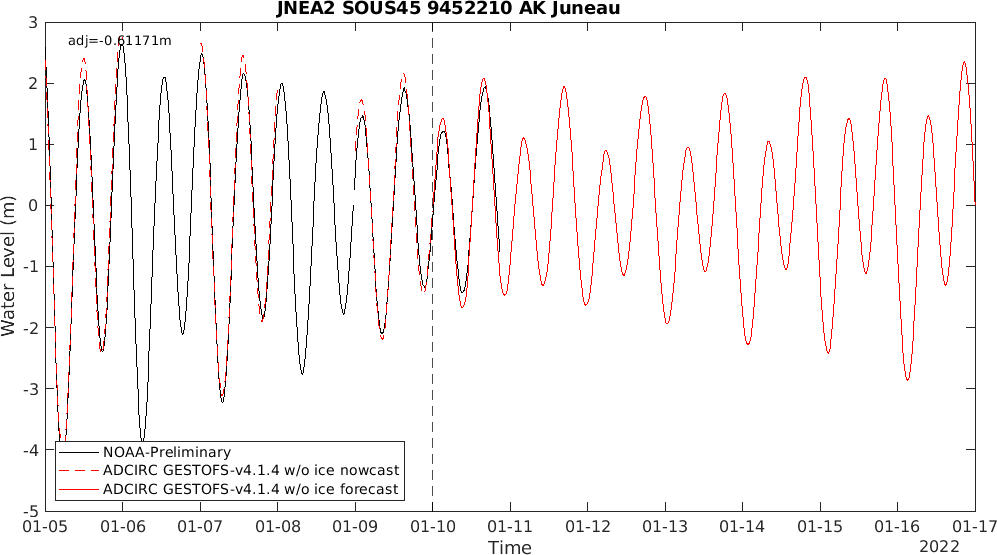 JNEA2 SOUS45 9452210 AK Juneau
adj=-0.61171m
3
2
1
0
-1
-2
-3
-4
-5
Water Level (m)
NOAA-Preliminary
ADCIRC GESTOFS-v4.1.4 w/o ice nowcast
ADCIRC GESTOFS-v4.1.4 w/o ice forecast
01-05 01-06 01-07 01-08 01-09 01-10 01-11 01-12 01-13 01-14 01-15 01-16 01-17
Time
2022